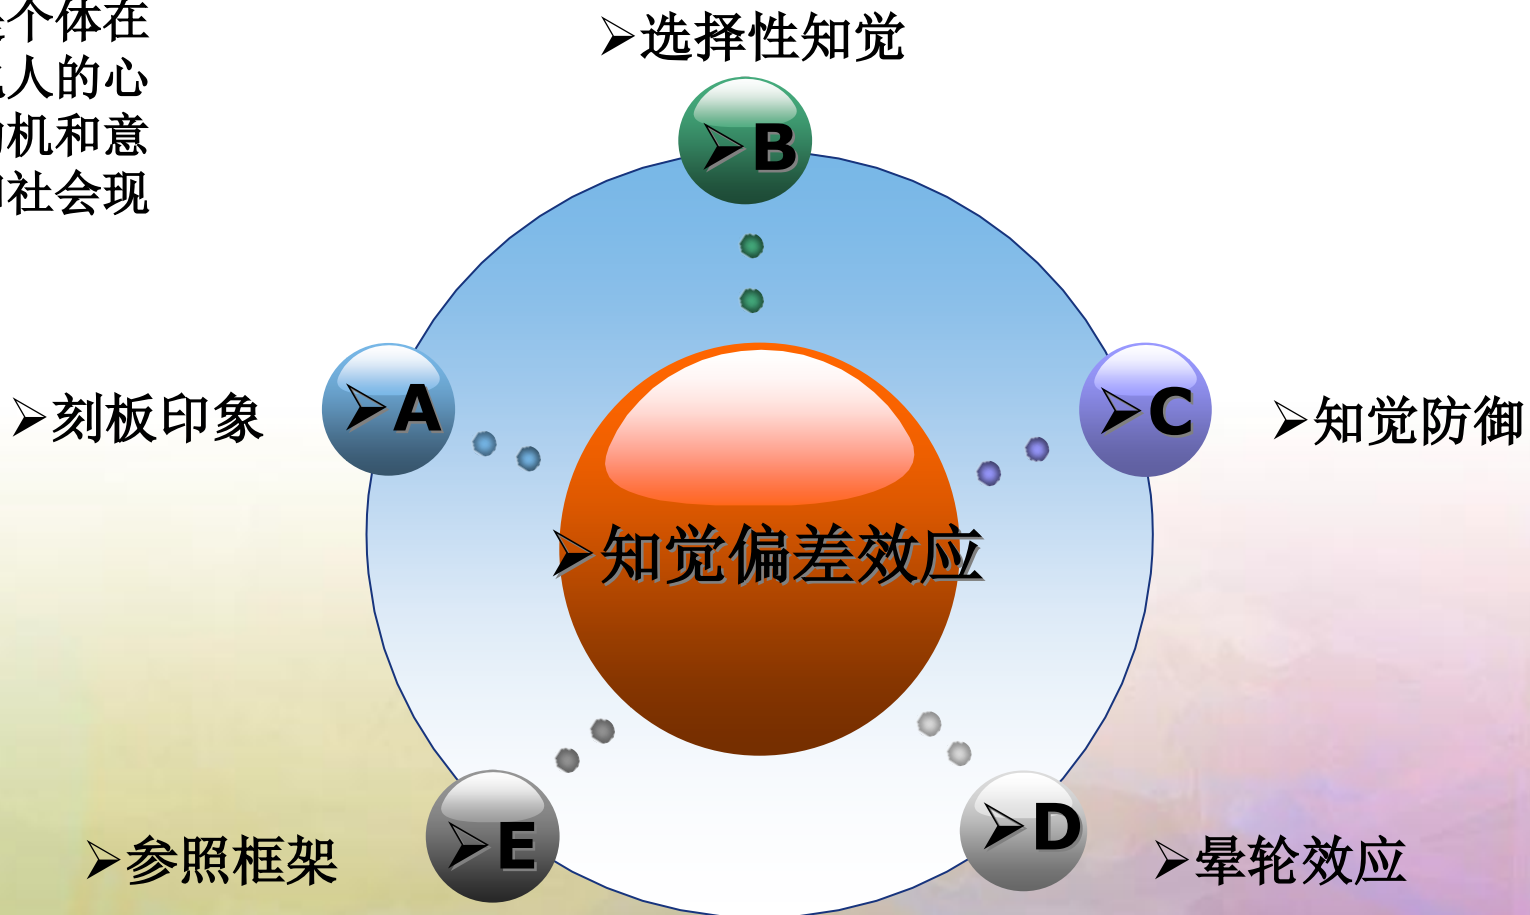 个体在
人的心
机和意
社会现
➢选择性知觉
➢B
➢刻板印象
➢A
➢C
➢知觉防御
➢知觉偏差效应
➢参照框架
➢E
➢D
➢晕轮效应